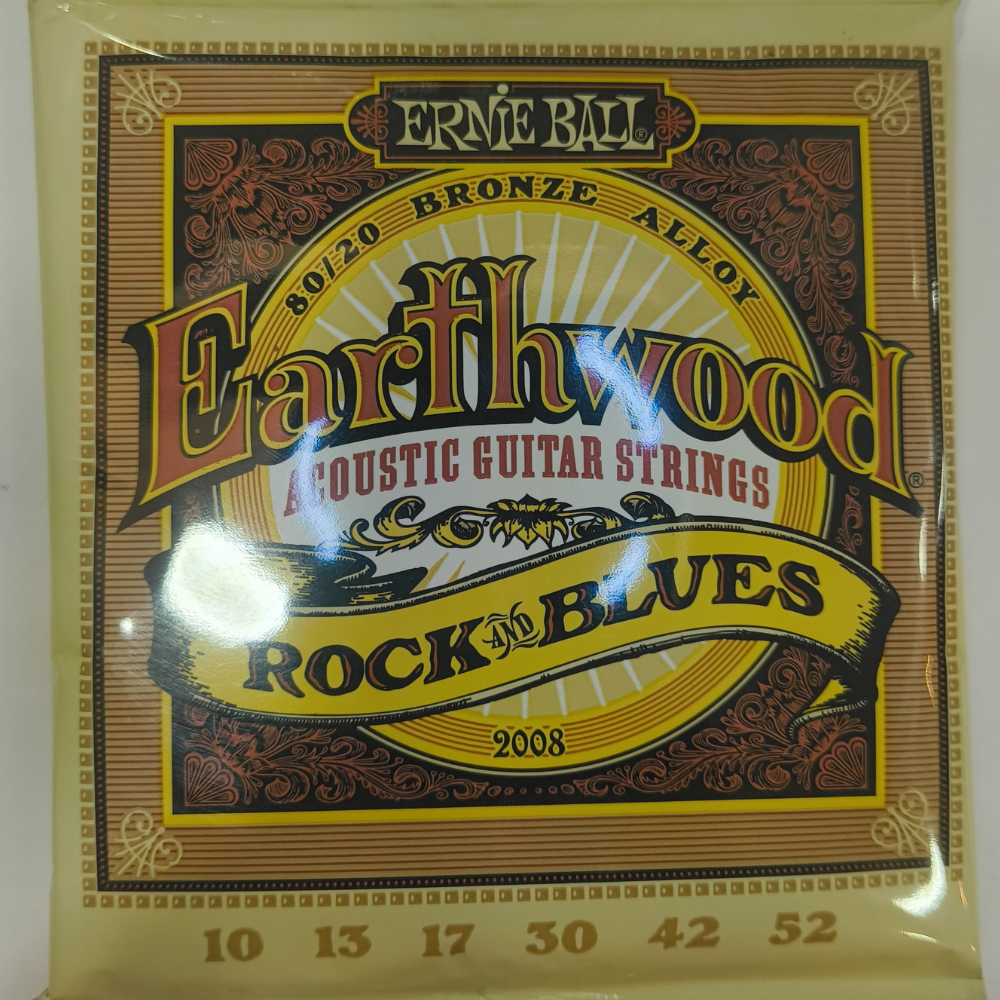 ERNIE BALL®
80/20 BRONZE ALLOY
Earthwood®
ACOUSTIC GUITAR STRINGS
ROCK AND BLUES
2008
10 13 17 30 42 52